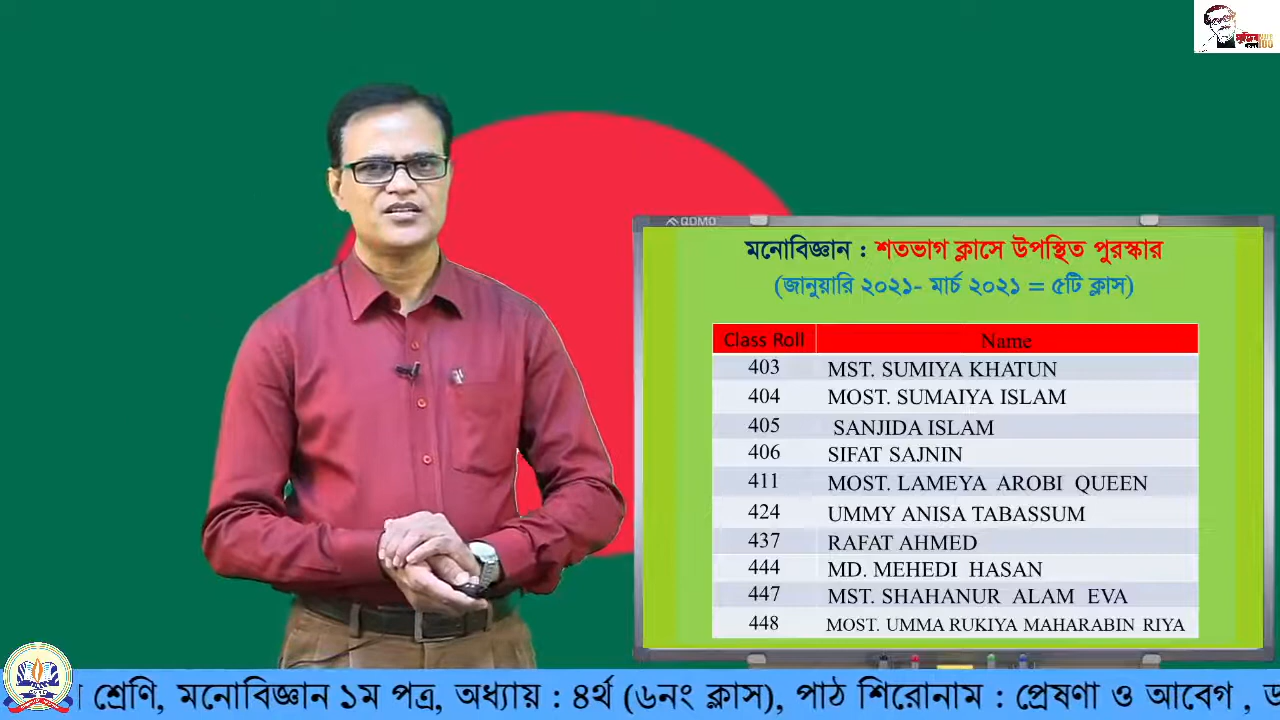 QOMO
মনোবিজ্ঞান : শতভাগ ক্লাসে উপস্থিত পুরস্কার
(জানুয়ারি ২০২১- মার্চ ২০২১ = ৫টি ক্লাস)
Class Roll Name
403 MST. SUMIYA KHATUN
404 MOST. SUMAIYA ISLAM
405 SANJIDA ISLAM
406 SIFAT SAJNIN
411 MOST. LAMEYA AROBI QUEEN
424 UMMY ANISA TABASSUM
437 RAFAT AHMED
444 MD. MEHEDI HASAN
447 MST. SHAHANUR ALAM EVA
448 MOST. UMMA RUKIYA MAHARABIN RIYA
শ্রেণি, মনোবিজ্ঞান ১ম পত্র, অধ্যায় : ৪র্থ (৬নং ক্লাস), পাঠ শিরোনাম : প্রেষণা ও আবেগ ,